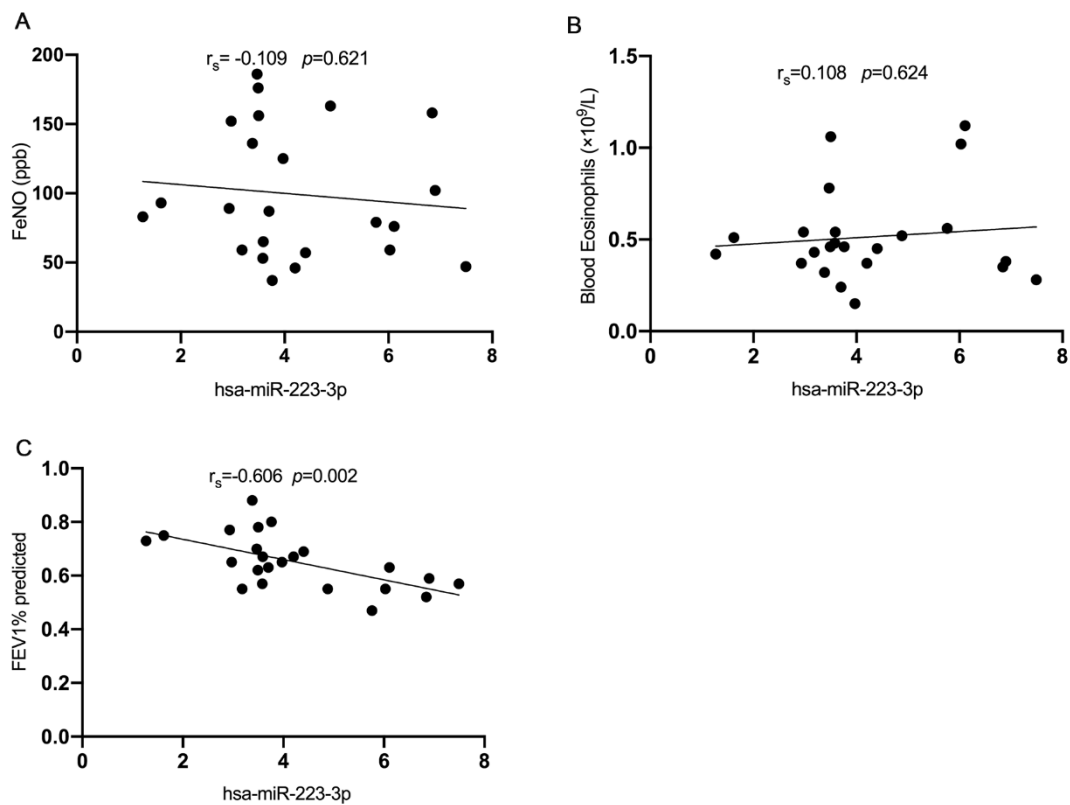 A
rs= -0.109 p=0.621
200
150
100
50
0
FeNO (ppb)
0 2 4 6 8
hsa-miR-223-3p
B
rs=0.108 p=0.624
1.5
1.0
0.5
0.0
Blood Eosinophils (×10⁹/L)
0 2 4 6 8
hsa-miR-223-3p
C
rs=-0.606 p=0.002
1.0
0.8
0.6
0.4
0.2
0.0
FEV1% predicted
0 2 4 6 8
hsa-miR-223-3p